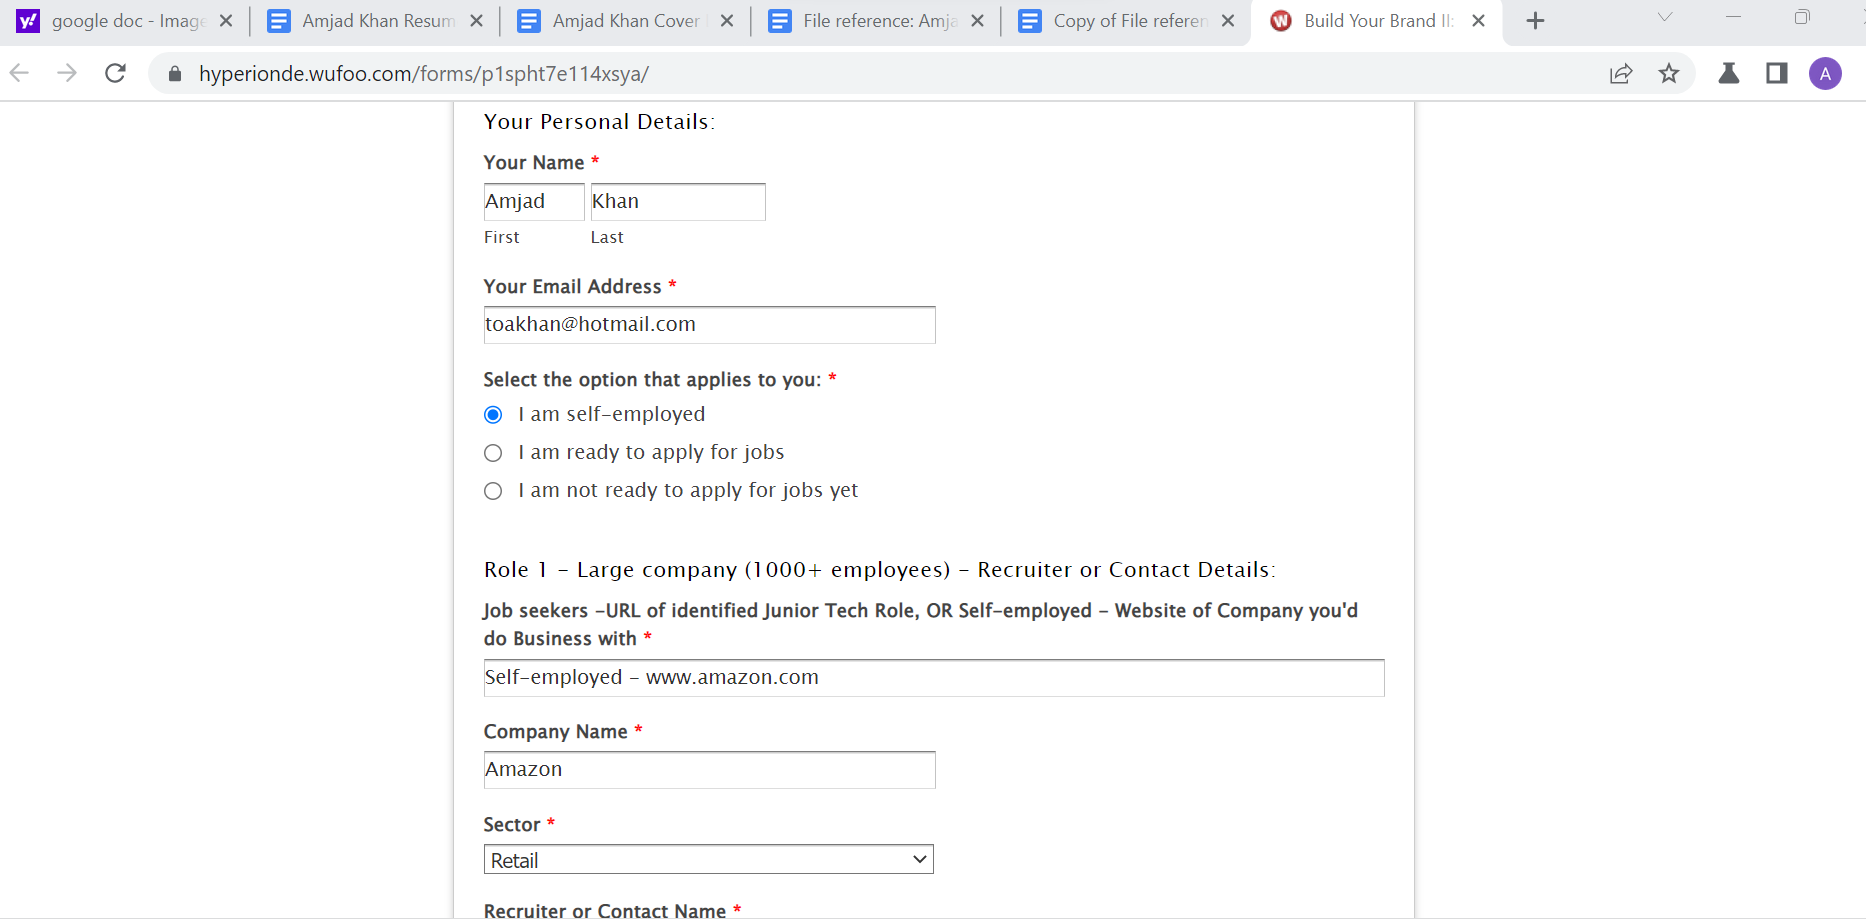 google doc - Image
Amjad Khan Resum
Amjad Khan Cover
File reference: Amja
Copy of File referen
Build Your Brand II:
hyperionde.wufoo.com/forms/p1spht7e114xsya/
A
Your Personal Details:
Your Name *
Amjad Khan
First Last
Your Email Address *
toakhan@hotmail.com
Select the option that applies to you: *
I am self-employed
I am ready to apply for jobs
I am not ready to apply for jobs yet
Role 1 - Large company (1000+ employees) - Recruiter or Contact Details:
Job seekers -URL of identified Junior Tech Role, OR Self-employed - Website of Company you'd
do Business with *
Self-employed - www.amazon.com
Company Name *
Amazon
Sector *
Retail
Recruiter or Contact Name *